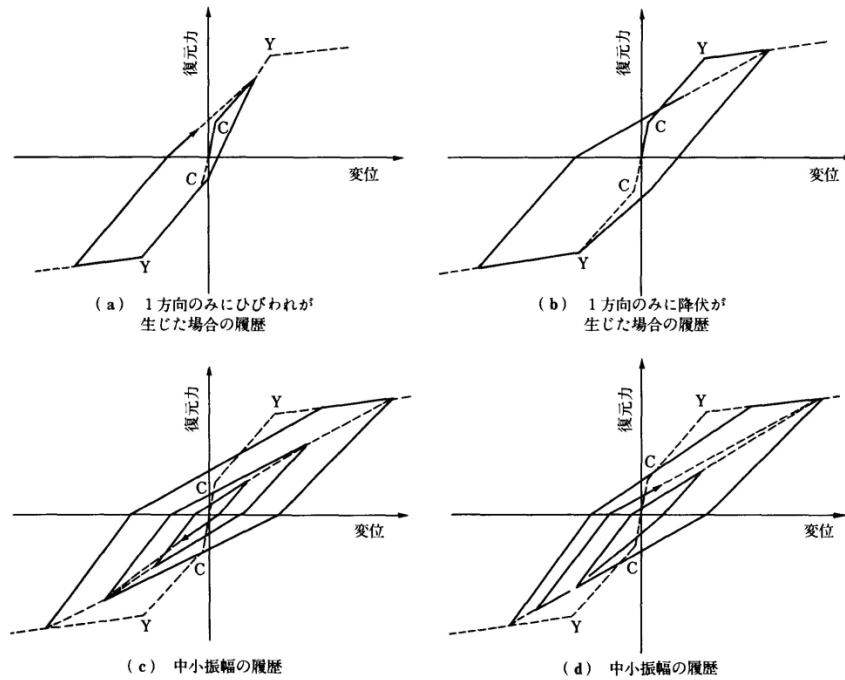 復元力
Y
C
C
変位
Y
(a) 1方向のみにひびわれが
生じた場合の履歴
復元力
Y
C
C
変位
Y
(b) 1方向のみに降伏が
生じた場合の履歴
復元力
Y
C
変位
C
Y
(c) 中小振幅の履歴
復元力
Y
C
変位
C
Y
(d) 中小振幅の履歴